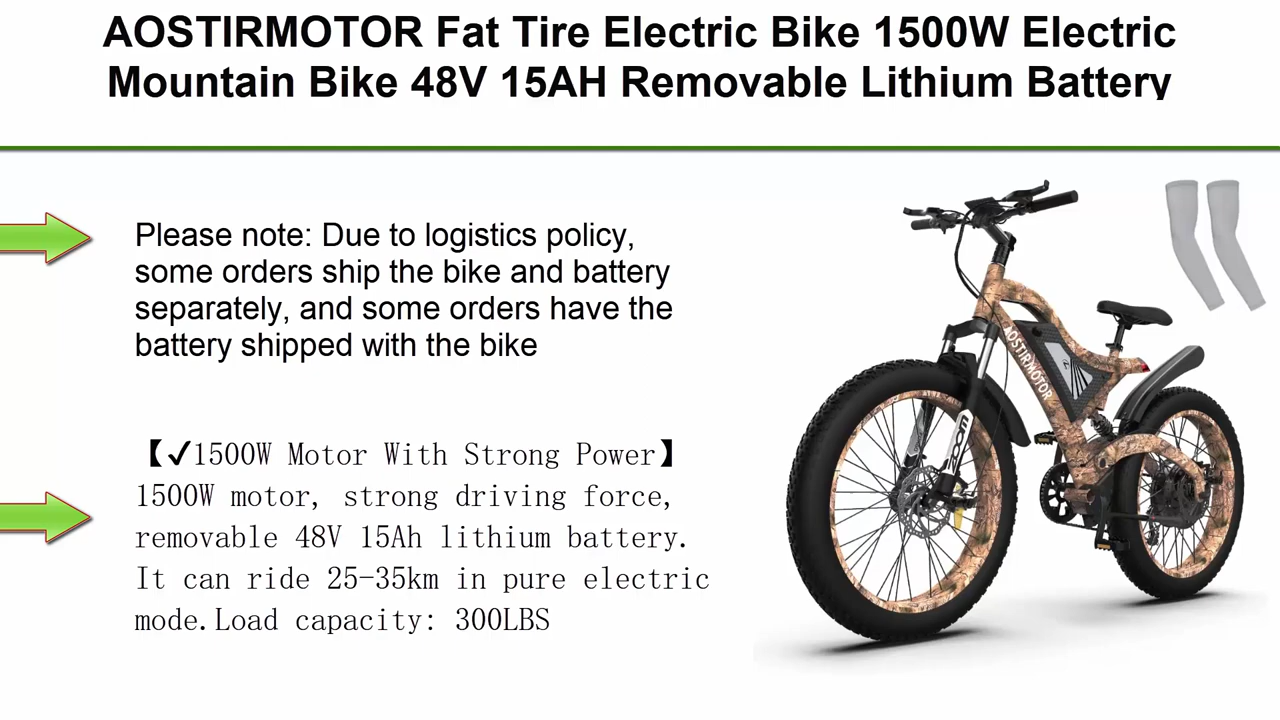 AOSTIRMOTOR Fat Tire Electric Bike 1500W Electric
Mountain Bike 48V 15AH Removable Lithium Battery
Please note: Due to logistics policy,
some orders ship the bike and battery
separately, and some orders have the
battery shipped with the bike
【✓1500W Motor With Strong Power】
1500W motor, strong driving force,
removable 48V 15Ah lithium battery.
It can ride 25-35km in pure electric
mode.Load capacity: 300LBS
AOSTIRMOTOR
ZOOM